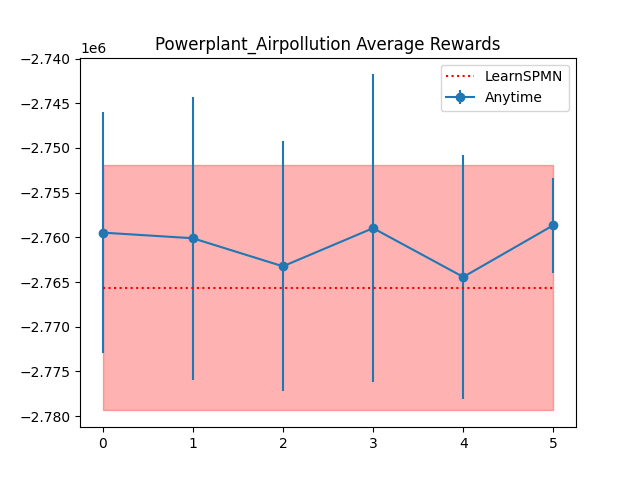 Powerplant_Airpollution Average Rewards
1e6
LearnSPMN
Anytime
−2.740
−2.745
−2.750
−2.755
−2.760
−2.765
−2.770
−2.775
−2.780
0 1 2 3 4 5